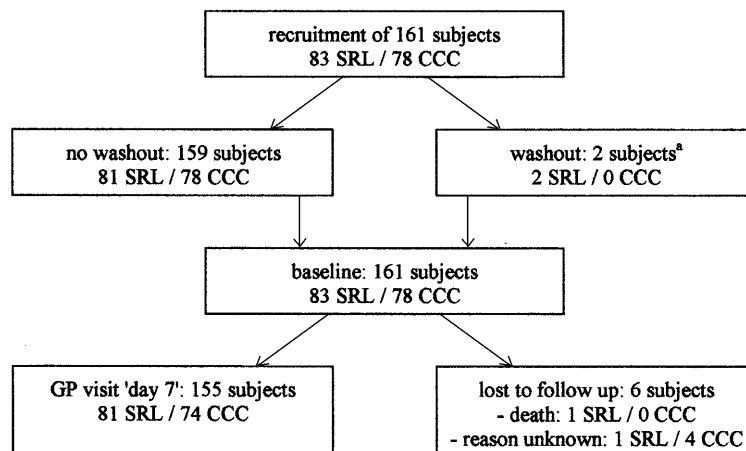 recruitment of 161 subjects
83 SRL / 78 CCC
no washout: 159 subjects
81 SRL / 78 CCC
washout: 2 subjectsª
2 SRL / 0 CCC
baseline: 161 subjects
83 SRL / 78 CCC
GP visit 'day 7': 155 subjects
81 SRL / 74 CCC
lost to follow up: 6 subjects
- death: 1 SRL / 0 CCC
- reason unknown: 1 SRL / 4 CCC